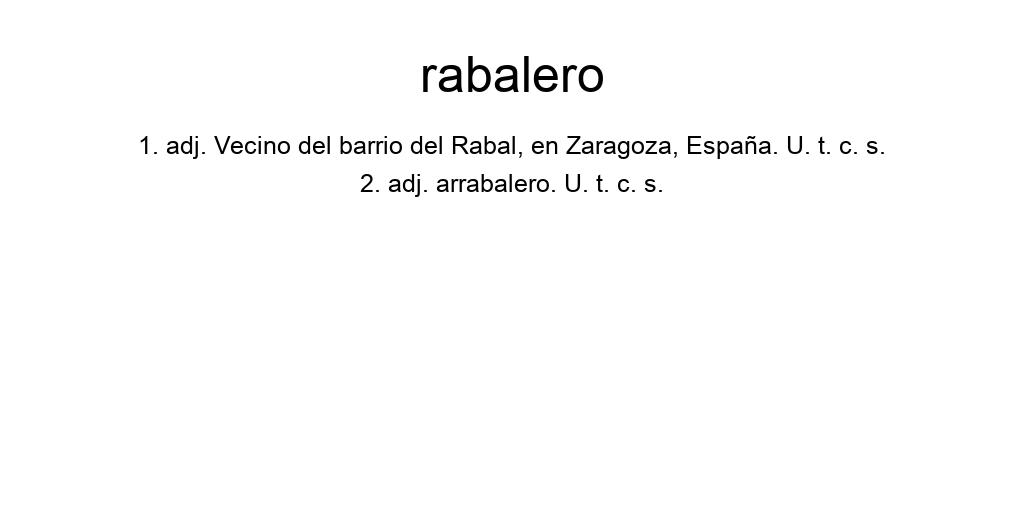 rabalero
1. adj. Vecino del barrio del Rabal, en Zaragoza, España. U. t. c. s.
2. adj. arrabalero. U. t. c. s.